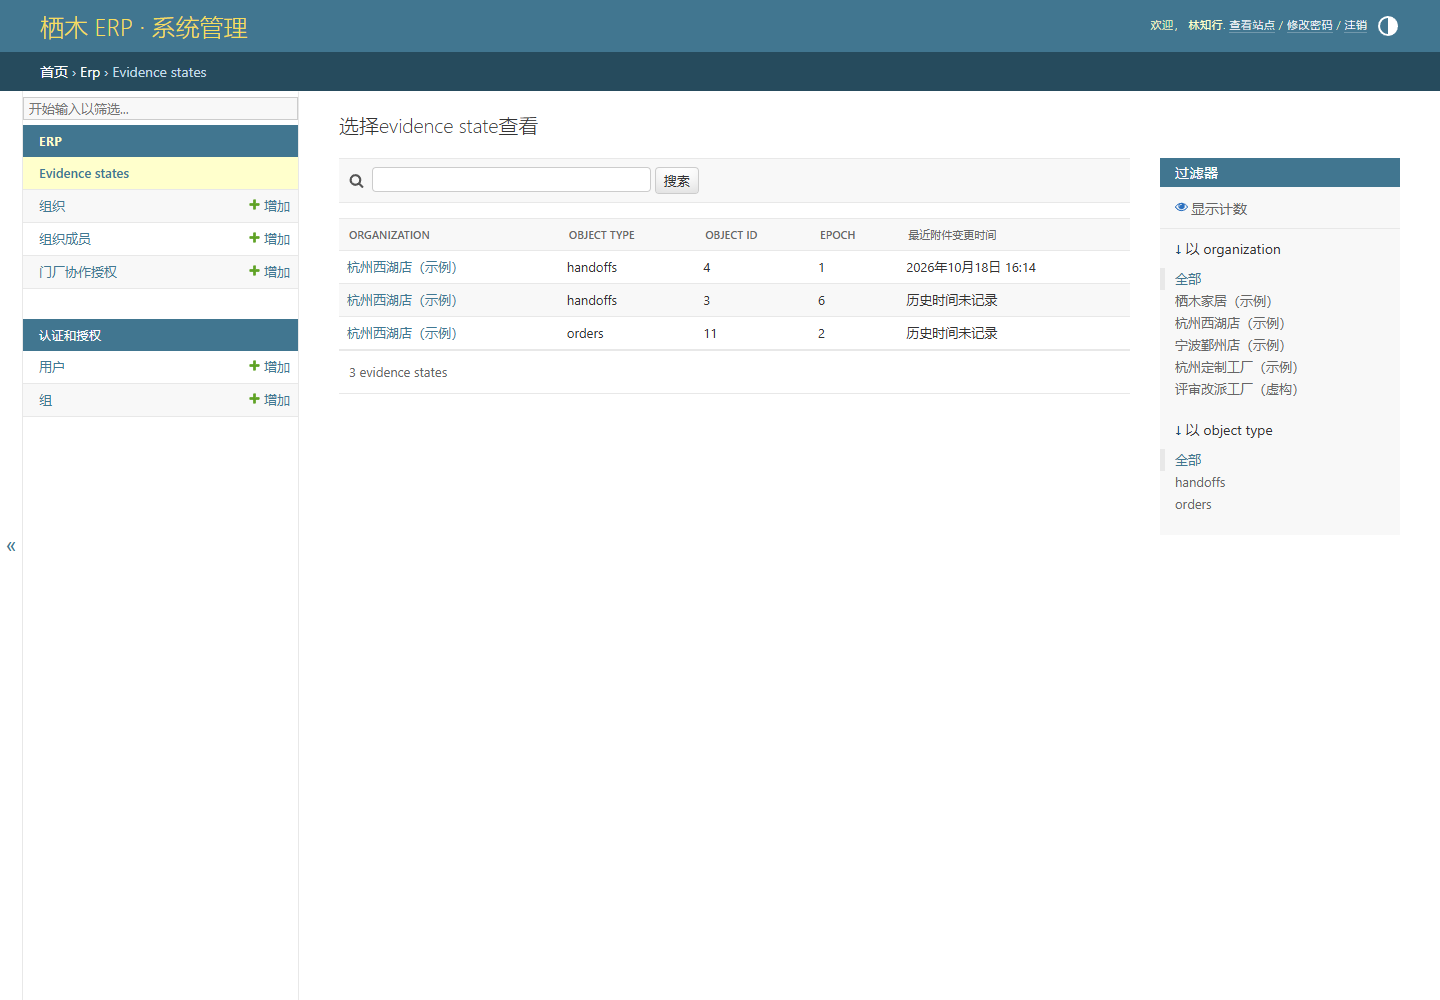 栖木 ERP · 系统管理
欢迎， 林知行. 查看站点 / 修改密码 / 注销
首页 › Erp › Evidence states
开始输入以筛选...
ERP
Evidence states
组织 增加
组织成员 增加
门厂协作授权 增加
认证和授权
用户 增加
组 增加
«
选择evidence state查看
搜索
ORGANIZATION OBJECT TYPE OBJECT ID EPOCH 最近附件变更时间
杭州西湖店（示例） handoffs 4 1 2026年10月18日 16:14
杭州西湖店（示例） handoffs 3 6 历史时间未记录
杭州西湖店（示例） orders 11 2 历史时间未记录
3 evidence states
过滤器
显示计数
↓ 以 organization
全部
栖木家居（示例）
杭州西湖店（示例）
宁波鄞州店（示例）
杭州定制工厂（示例）
评审改派工厂（虚构）
↓ 以 object type
全部
handoffs
orders